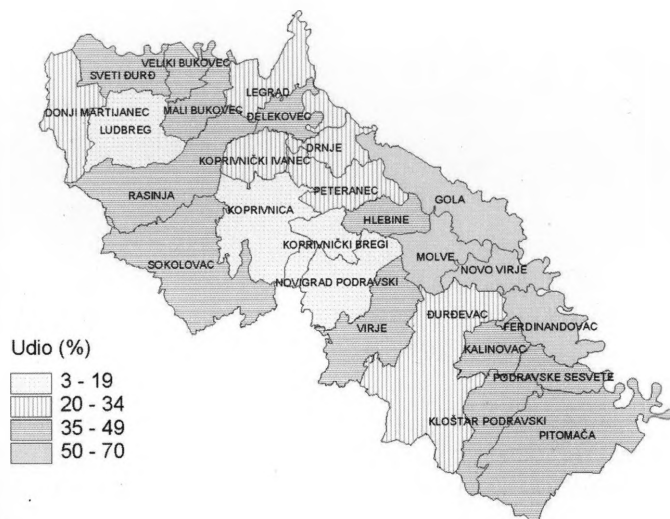 VELIKI BUKOVEC
SVETI ĐURĐ
LEGRAD
DONJI MARTIJANEC
MALI BUKOVEC
ĐELEKOVEC
LUDBREG
DRNJE
KOPRIVNIČKI IVANEC
RASINJA
PETERANEC
GOLA
KOPRIVNICA
HLEBINE
KOPRIVNIČKI BREGI
MOLVE
SOKOLOVAC
NOVO VIRJE
NOVIGRAD PODRAVSKI
ĐURĐEVAC
VIRJE
FERDINANDOVAC
KALINOVAC
PODRAVSKE SESVETE
KLOŠTAR PODRAVSKI
PITOMAČA
Udio (%)
3 - 19
20 - 34
35 - 49
50 - 70